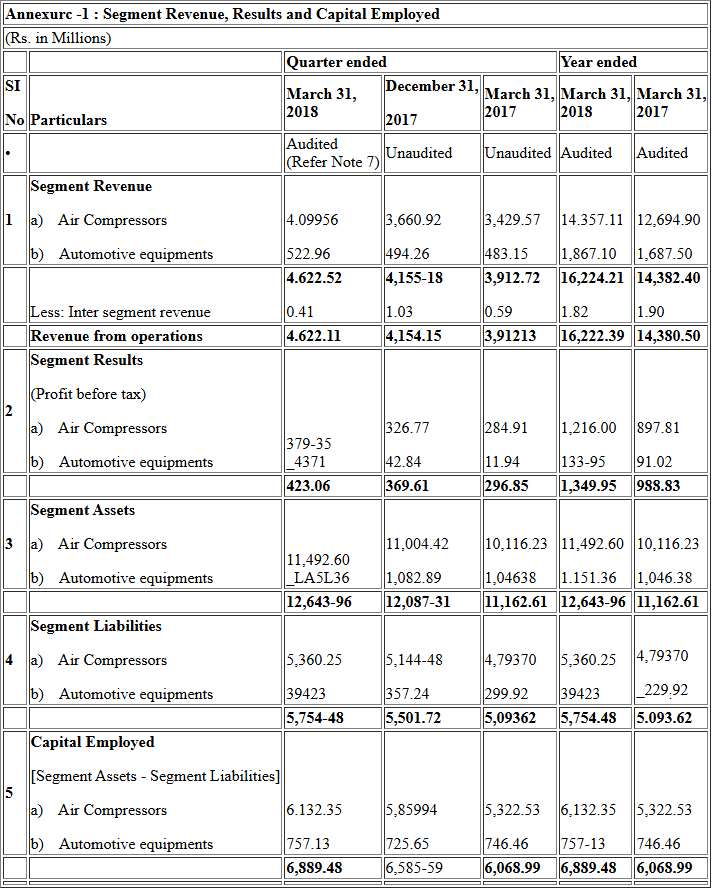 Annexurc -1 : Segment Revenue, Results and Capital Employed
(Rs. in Millions)
Quarter ended Year ended
SI No Particulars March 31, 2018 December 31, 2017 March 31, 2017 March 31, 2018 March 31, 2017
• Audited (Refer Note 7) Unaudited Unaudited Audited Audited
Segment Revenue
1 a) Air Compressors 4.09956 3,660.92 3,429.57 14.357.11 12,694.90
b) Automotive equipments 522.96 494.26 483.15 1,867.10 1,687.50
4.622.52 4,155-18 3,912.72 16,224.21 14,382.40
Less: Inter segment revenue 0.41 1.03 0.59 1.82 1.90
Revenue from operations 4.622.11 4,154.15 3,91213 16,222.39 14,380.50
Segment Results
(Profit before tax)
2 a) Air Compressors 379-35 326.77 284.91 1,216.00 897.81
b) Automotive equipments _4371 42.84 11.94 133-95 91.02
423.06 369.61 296.85 1,349.95 988.83
Segment Assets
3 a) Air Compressors 11,492.60 11,004.42 10,116.23 11,492.60 10,116.23
b) Automotive equipments _LA5L36 1,082.89 1,04638 1.151.36 1,046.38
12,643-96 12,087-31 11,162.61 12,643-96 11,162.61
Segment Liabilities
4 a) Air Compressors 5,360.25 5,144-48 4,79370 5,360.25 4,79370
b) Automotive equipments 39423 357.24 299.92 39423 _229.92
5,754-48 5,501.72 5,09362 5,754.48 5.093.62
Capital Employed
[Segment Assets - Segment Liabilities]
5 a) Air Compressors 6.132.35 5,85994 5,322.53 6,132.35 5,322.53
b) Automotive equipments 757.13 725.65 746.46 757-13 746.46
6,889.48 6,585-59 6,068.99 6,889.48 6,068.99